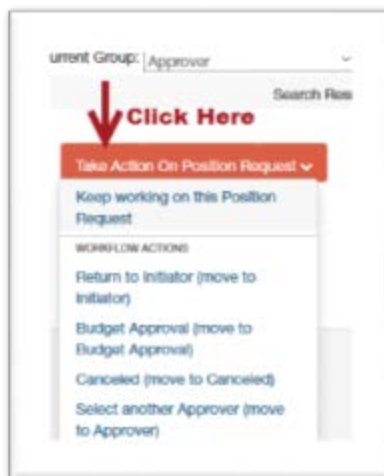 urrent Group: Approver
Search Res
Click Here
Take Action On Position Request
Keep working on this Position
Request
WORKFLOW ACTIONS
Return to Initiator (move to
Initiator)
Budget Approval (move to
Budget Approval)
Canceled (move to Canceled)
Select another Approver (move
to Approver)